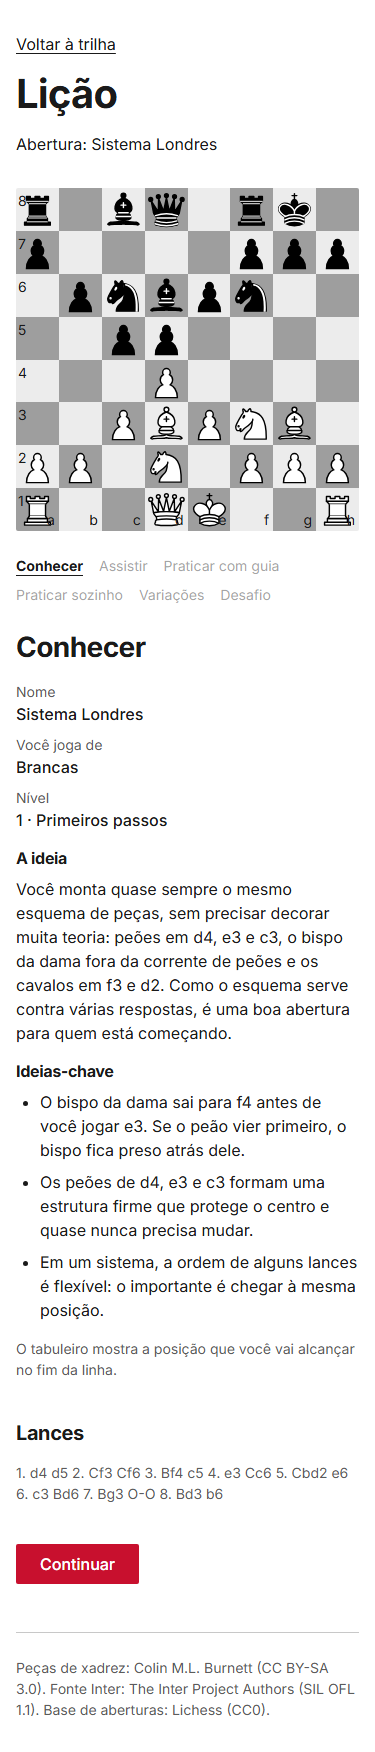 Voltar à trilha
Lição
Abertura: Sistema Londres
8
7
6
5
4
3
2
1
a b c d e f g h
Conhecer Assistir Praticar com guia
Praticar sozinho Variações Desafio
Conhecer
Nome
Sistema Londres
Você joga de
Brancas
Nível
1 · Primeiros passos
A ideia
Você monta quase sempre o mesmo
esquema de peças, sem precisar decorar
muita teoria: peões em d4, e3 e c3, o bispo
da dama fora da corrente de peões e os
cavalos em f3 e d2. Como o esquema serve
contra várias respostas, é uma boa abertura
para quem está começando.
Ideias-chave
• O bispo da dama sai para f4 antes de
você jogar e3. Se o peão vier primeiro, o
bispo fica preso atrás dele.
• Os peões de d4, e3 e c3 formam uma
estrutura firme que protege o centro e
quase nunca precisa mudar.
• Em um sistema, a ordem de alguns lances
é flexível: o importante é chegar à mesma
posição.
O tabuleiro mostra a posição que você vai alcançar
no fim da linha.
Lances
1. d4 d5 2. Cf3 Cf6 3. Bf4 c5 4. e3 Cc6 5. Cbd2 e6
6. c3 Bd6 7. Bg3 O-O 8. Bd3 b6
Continuar
Peças de xadrez: Colin M.L. Burnett (CC BY-SA
3.0). Fonte Inter: The Inter Project Authors (SIL OFL
1.1). Base de aberturas: Lichess (CC0).